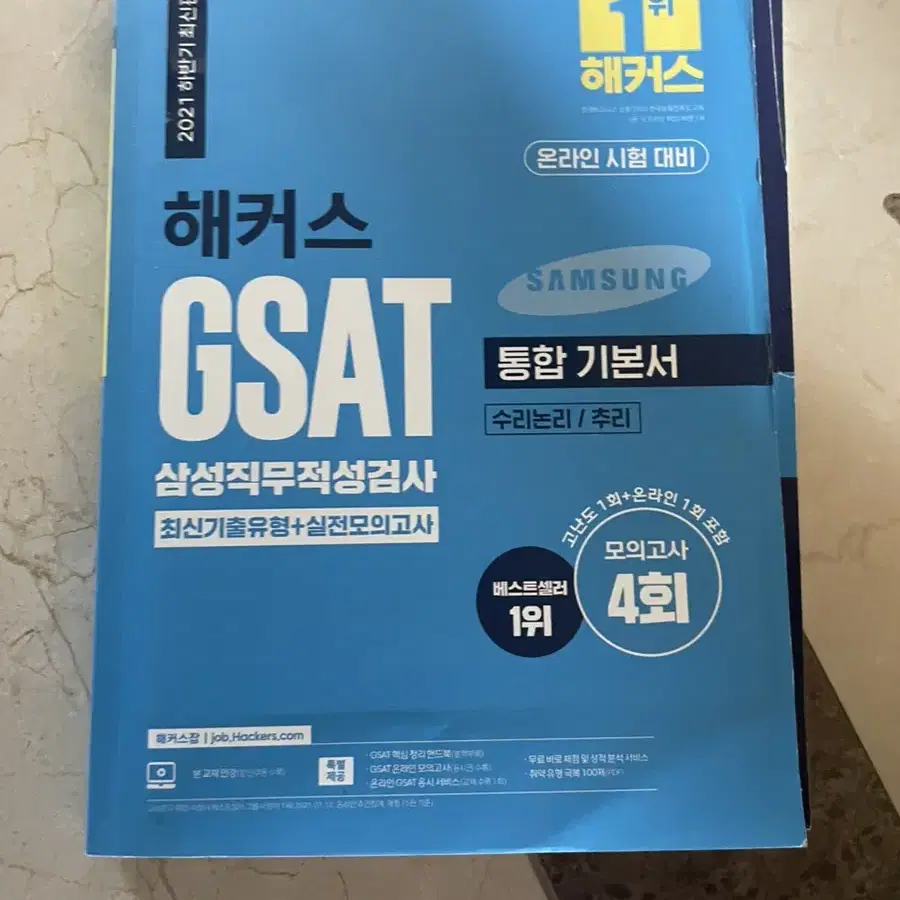 2021 하반기 최신판
1위
해커스
온라인 시험 대비
해커스
GSAT
SAMSUNG
통합 기본서
수리논리 / 추리
삼성직무적성검사
최신기출유형+실전모의고사
고난도 1회+온라인 1회 포함
모의고사
4회
베스트셀러
1위
해커스잡 | job.Hackers.com
본 교재 인강
특별
제공
· GSAT 핵심 정리 핸드북
· GSAT 온라인 모의고사
· 온라인 GSAT 응시 서비스
· 무료 바로 채점 및 성적 분석 서비스
· 취약 유형 극복 100제(PDF)